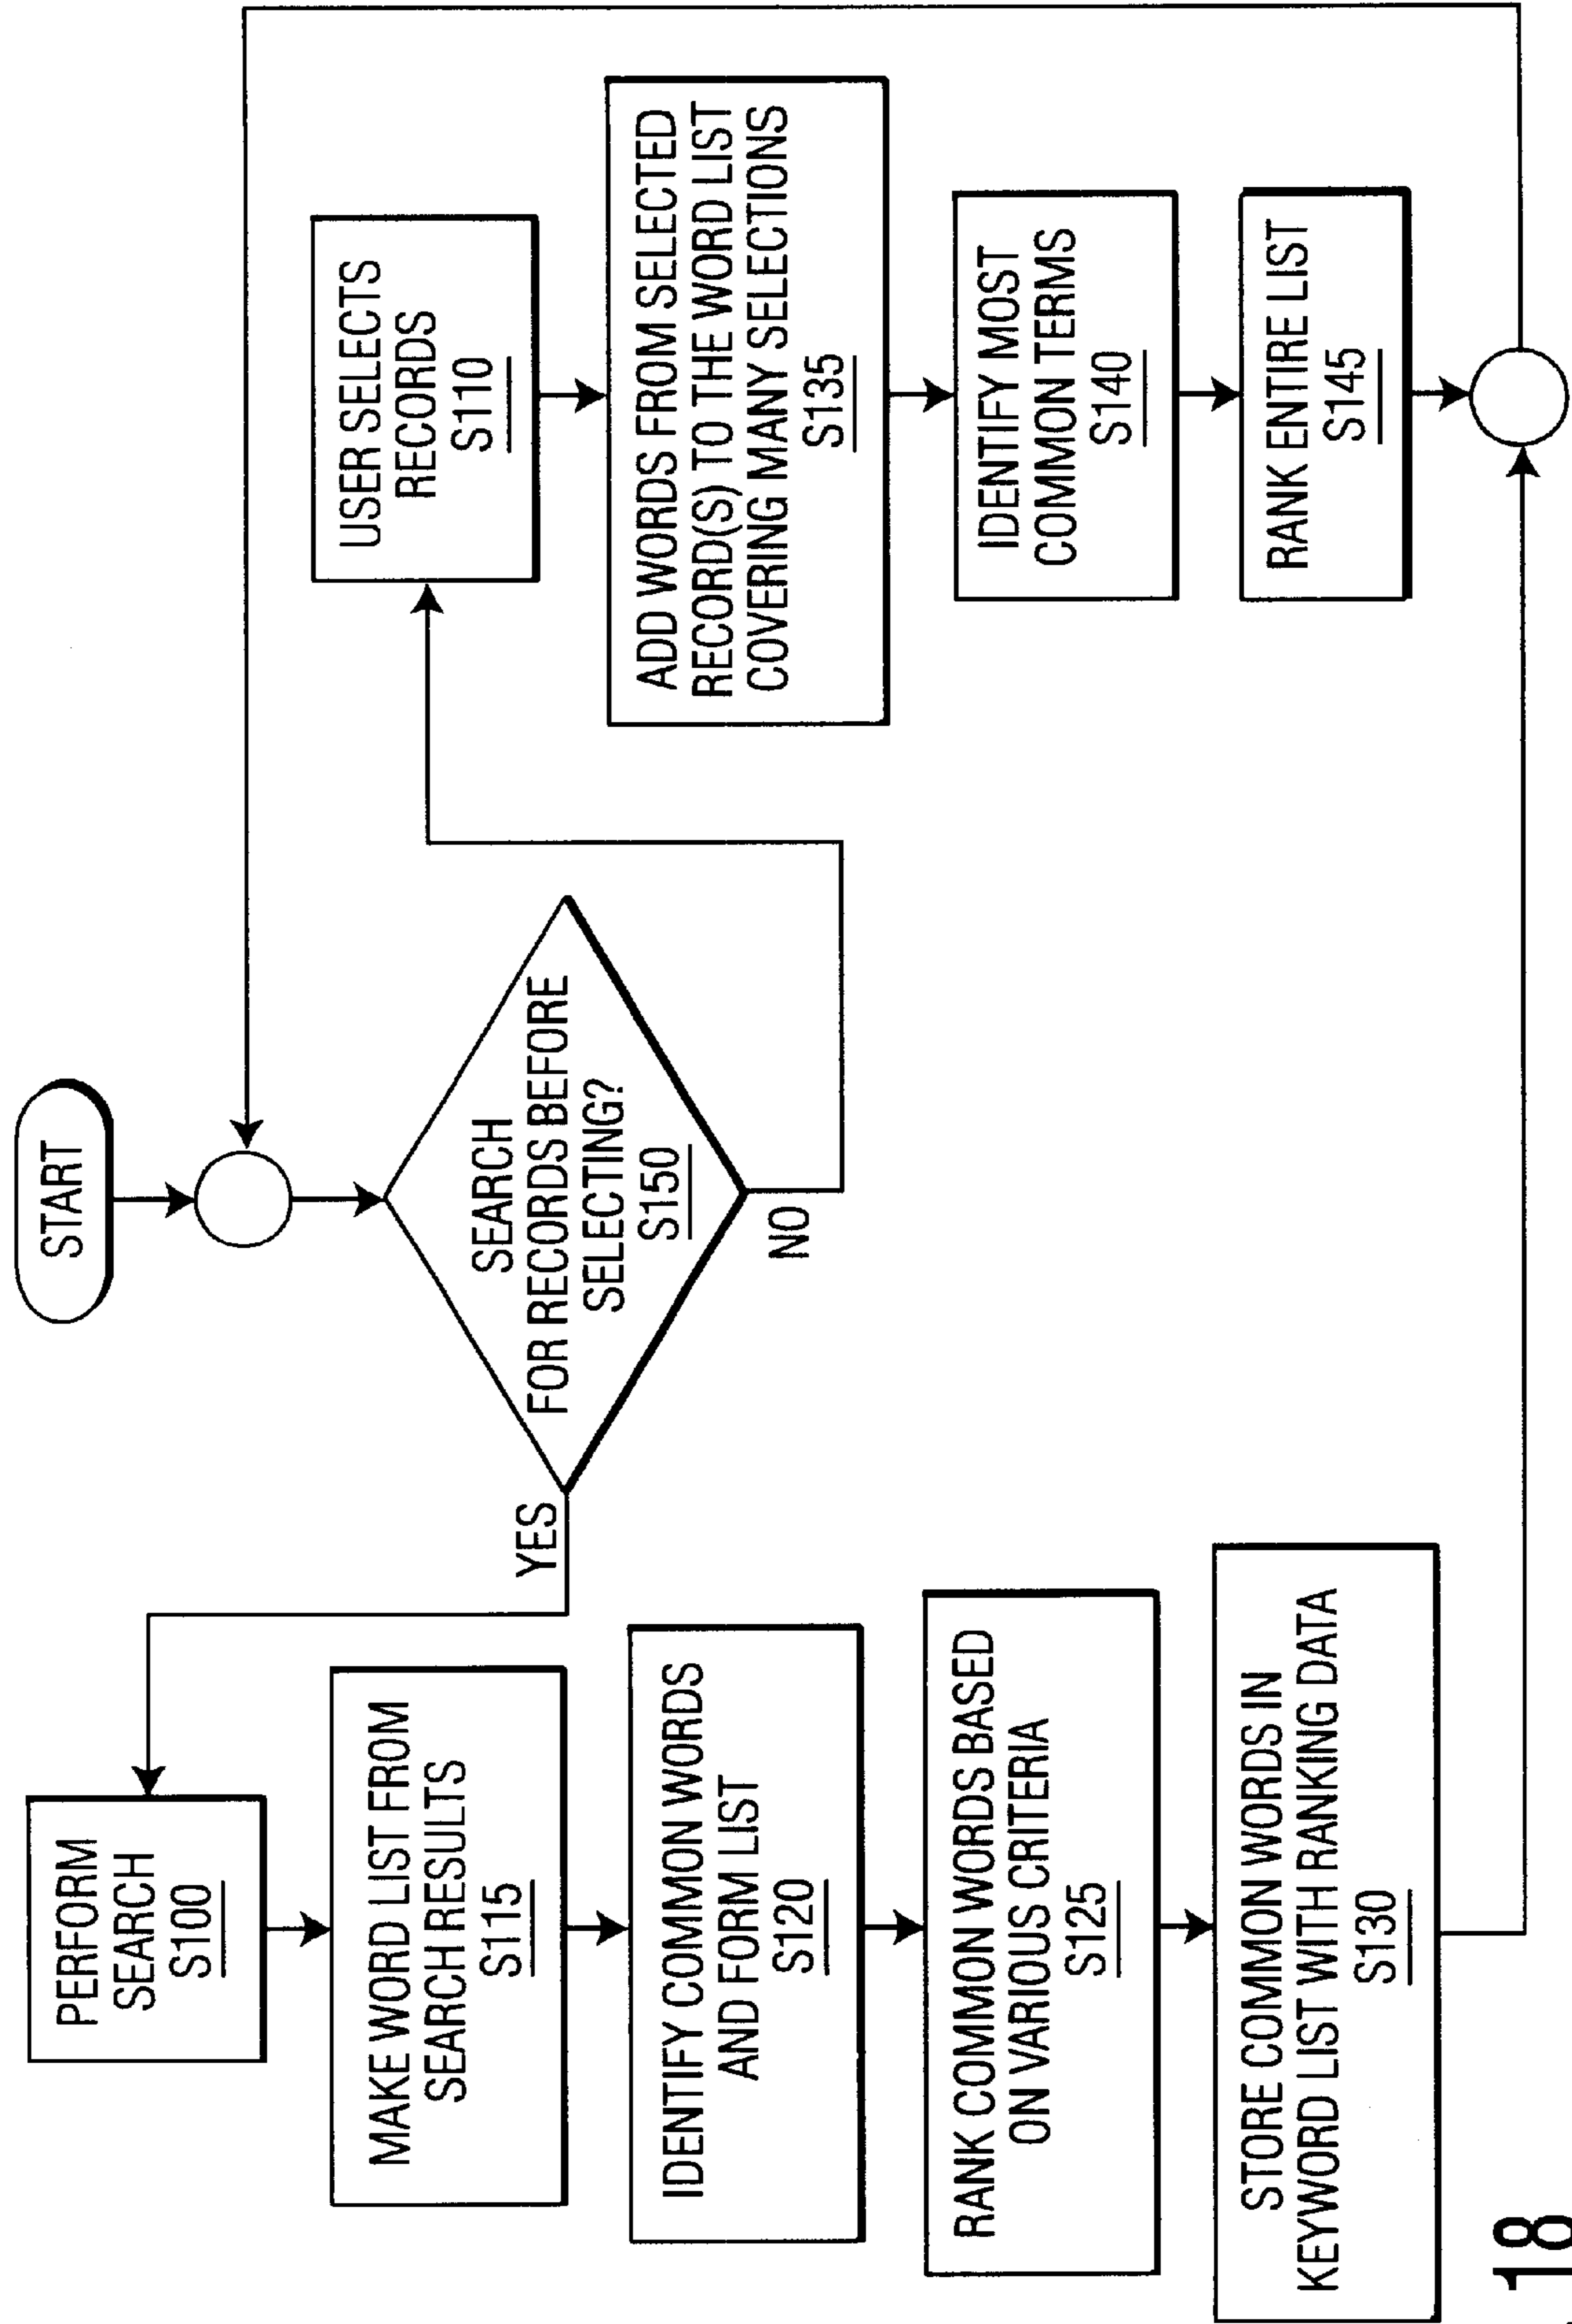 START
SEARCH
FOR RECORDS BEFORE
SELECTING?
S150
YES
NO
PERFORM
SEARCH
S100
MAKE WORD LIST FROM
SEARCH RESULTS
S115
IDENTIFY COMMON WORDS
AND FORM LIST
S120
RANK COMMON WORDS BASED
ON VARIOUS CRITERIA
S125
STORE COMMON WORDS IN
KEYWORD LIST WITH RANKING DATA
S130
USER SELECTS
RECORDS
S110
ADD WORDS FROM SELECTED
RECORD(S) TO THE WORD LIST
COVERING MANY SELECTIONS
S135
IDENTIFY MOST
COMMON TERMS
S140
RANK ENTIRE LIST
S145
18